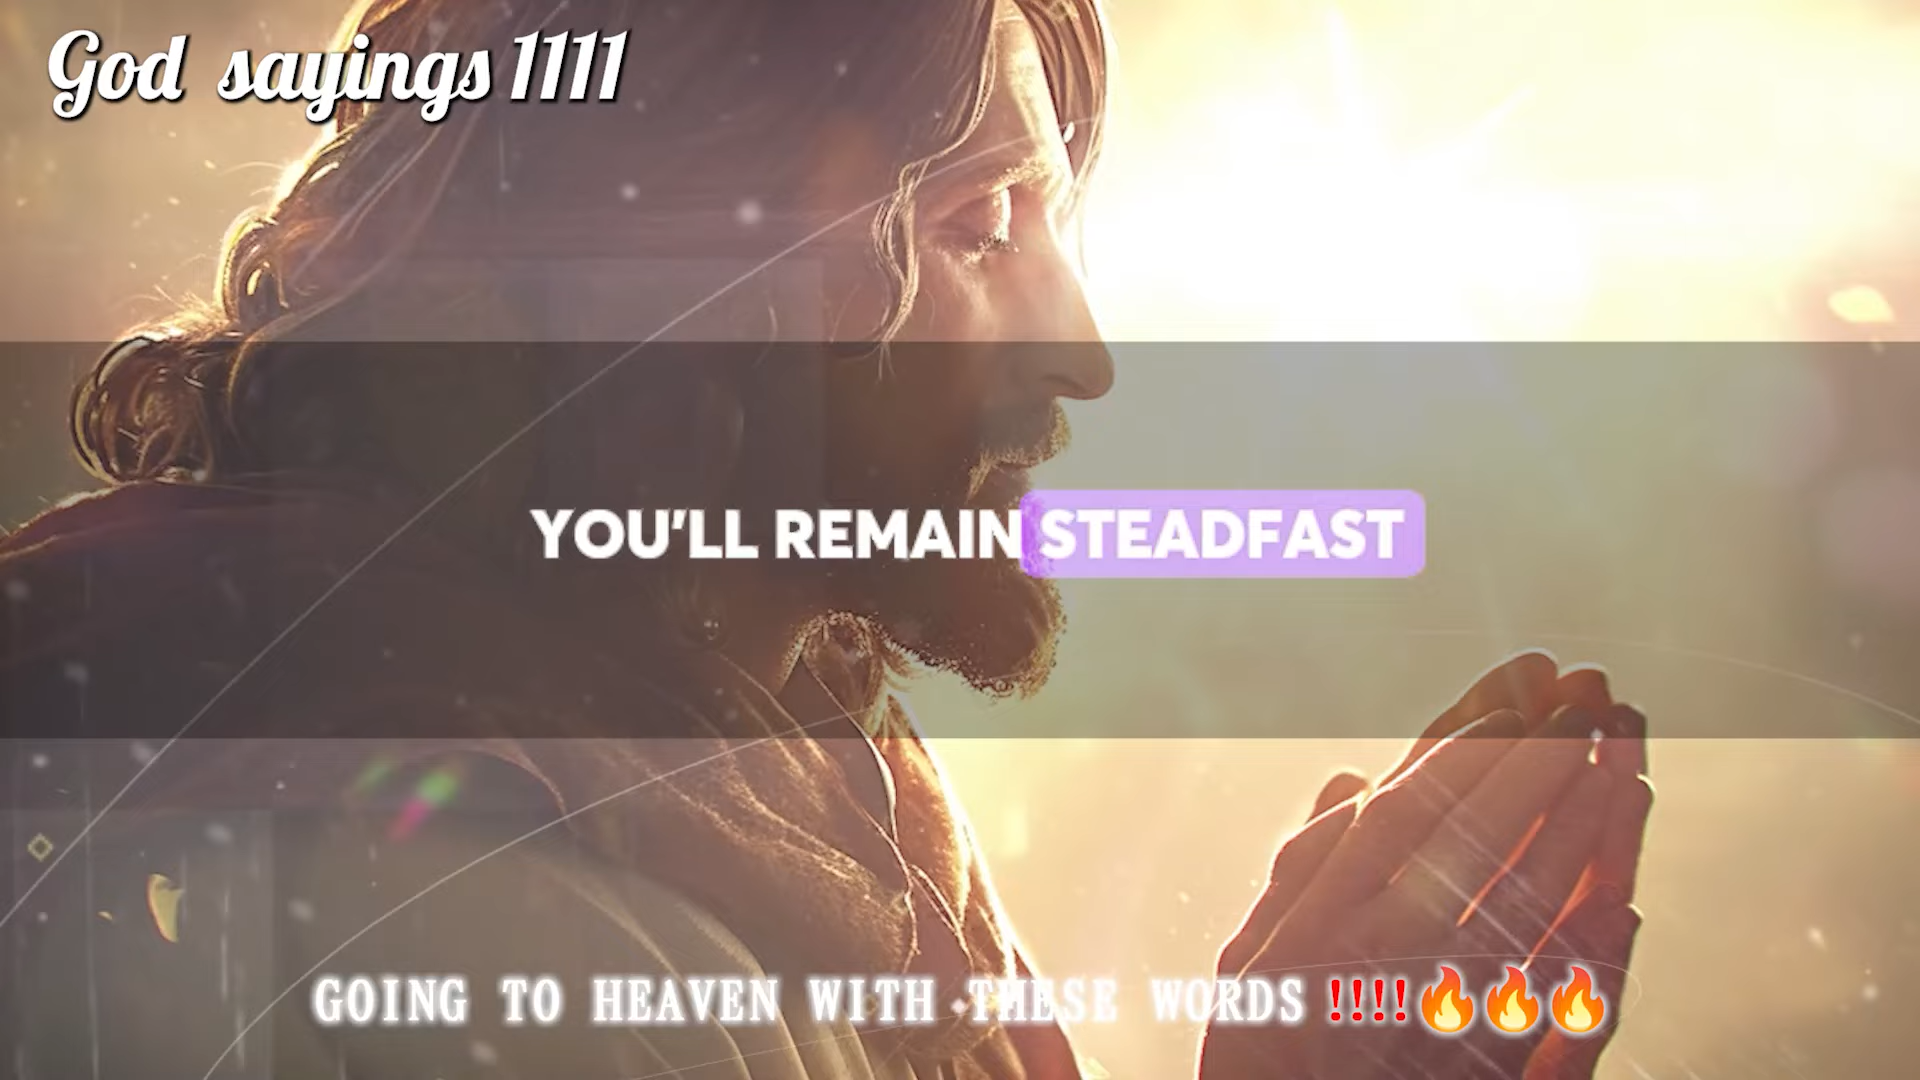 God sayings 1111
YOU'LL REMAIN STEADFAST
GOING TO HEAVEN WITH THESE WORDS !!!!🔥🔥🔥